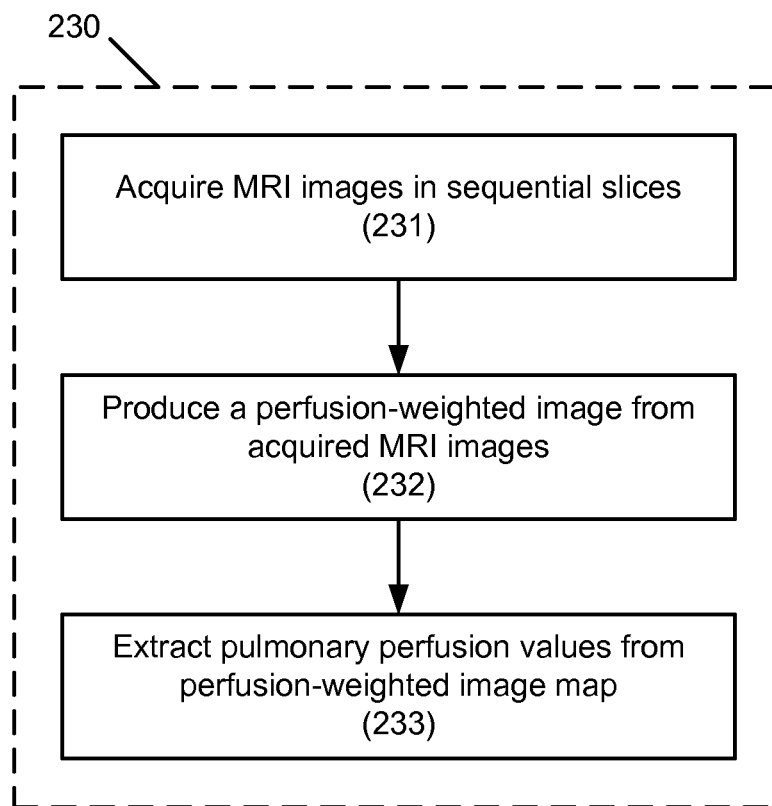 230
Acquire MRI images in sequential slices
(231)
Produce a perfusion-weighted image from
acquired MRI images
(232)
Extract pulmonary perfusion values from
perfusion-weighted image map
(233)